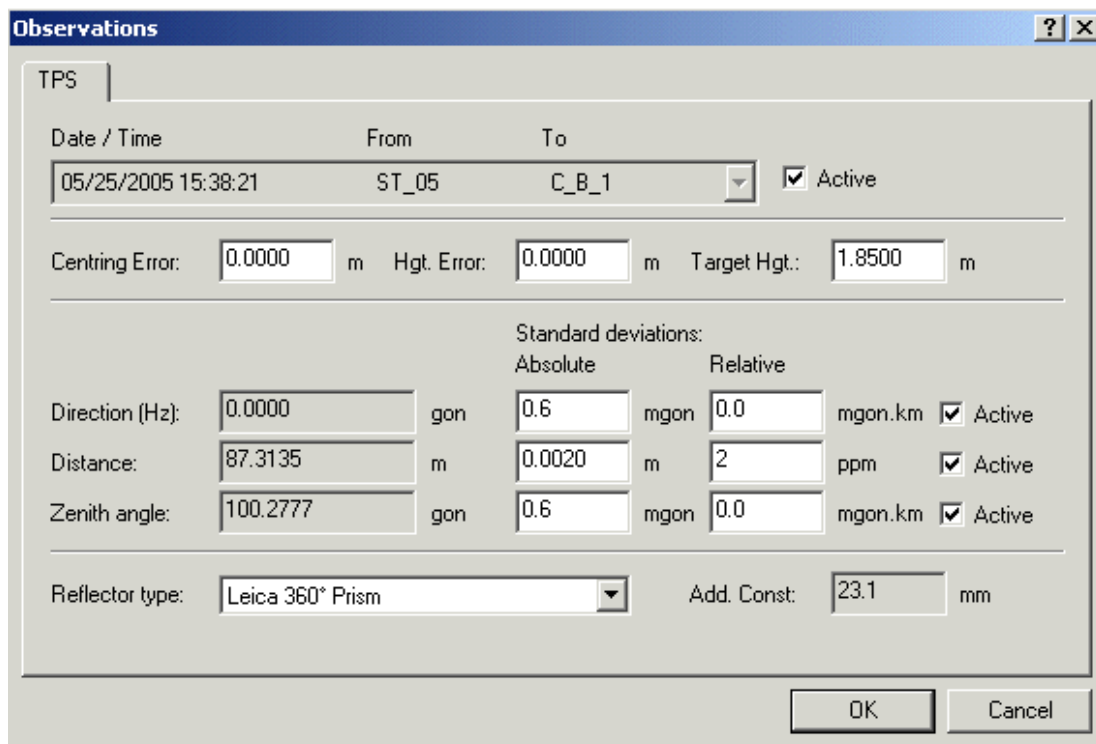 Observations
TPS
Date / Time From To
05/25/2005 15:38:21 ST_05 C_B_1 Active
Centring Error: 0.0000 m Hgt. Error: 0.0000 m Target Hgt.: 1.8500 m
Standard deviations:
Absolute Relative
Direction (Hz): 0.0000 gon 0.6 mgon 0.0 mgon.km Active
Distance: 87.3135 m 0.0020 m 2 ppm Active
Zenith angle: 100.2777 gon 0.6 mgon 0.0 mgon.km Active
Reflector type: Leica 360° Prism Add. Const: 23.1 mm
OK Cancel